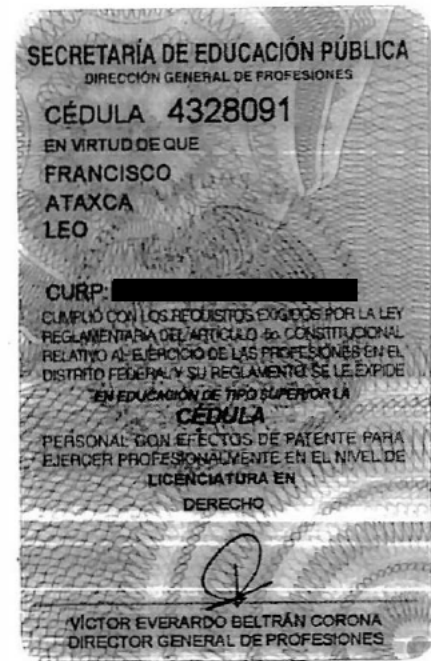 SECRETARÍA DE EDUCACIÓN PÚBLICA
DIRECCIÓN GENERAL DE PROFESIONES
CÉDULA 4328091
EN VIRTUD DE QUE
FRANCISCO
ATAXCA
LEO
CURP:
CUMPLIÓ CON LOS REQUISITOS EXIGIDOS POR LA LEY
REGLAMENTARIA DEL ARTÍCULO 5o. CONSTITUCIONAL
RELATIVO AL EJERCICIO DE LAS PROFESIONES EN EL
DISTRITO FEDERAL Y SU REGLAMENTO SE LE EXPIDE
EN EDUCACIÓN DE TIPO SUPERIOR LA
CÉDULA
PERSONAL CON EFECTOS DE PATENTE PARA
EJERCER PROFESIONALMENTE EN EL NIVEL DE
LICENCIATURA EN
DERECHO
VÍCTOR EVERARDO BELTRÁN CORONA
DIRECTOR GENERAL DE PROFESIONES